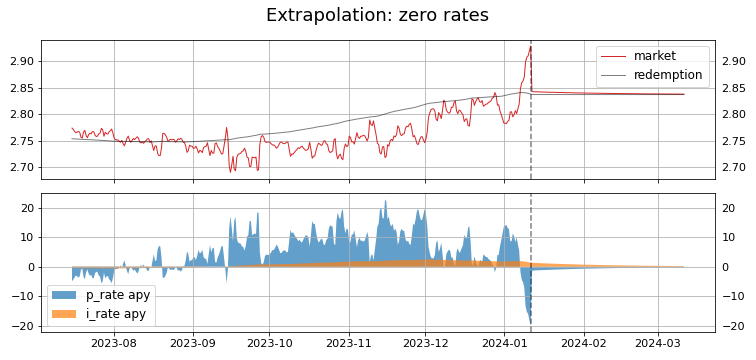 Extrapolation: zero rates
2.90 2.90
2.85 2.85
2.80 2.80
2.75 2.75
2.70 2.70
market
redemption
20 20
10 10
0 0
−10 −10
−20 −20
p_rate apy
i_rate apy
2023-08 2023-09 2023-10 2023-11 2023-12 2024-01 2024-02 2024-03